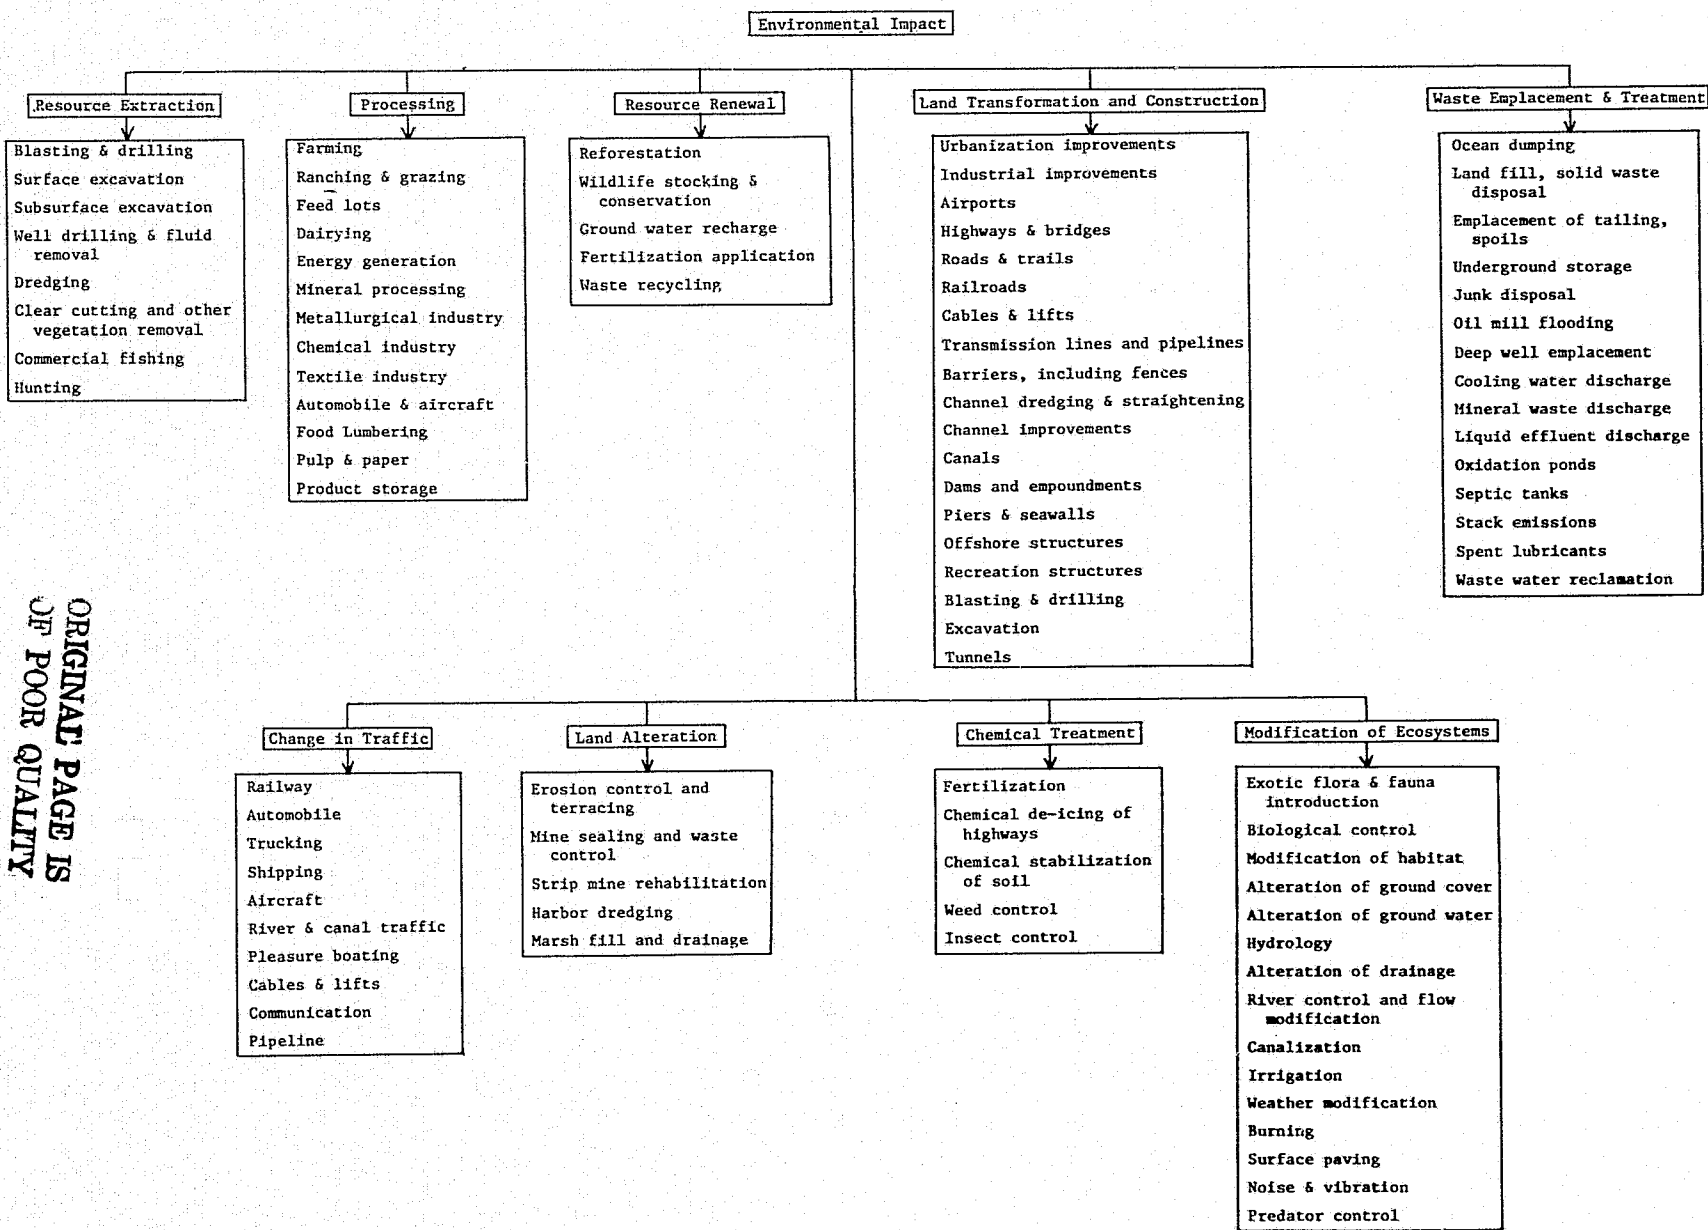 Environmental Impact
Resource Extraction
Blasting & drilling
Surface excavation
Subsurface excavation
Well drilling & fluid
removal
Dredging
Clear cutting and other
vegetation removal
Commercial fishing
Hunting
Processing
Farming
Ranching & grazing
Feed lots
Dairying
Energy generation
Mineral processing
Metallurgical industry
Chemical industry
Textile industry
Automobile & aircraft
Food Lumbering
Pulp & paper
Product storage
Resource Renewal
Reforestation
Wildlife stocking &
conservation
Ground water recharge
Fertilization application
Waste recycling
Land Transformation and Construction
Urbanization improvements
Industrial improvements
Airports
Highways & bridges
Roads & trails
Railroads
Cables & lifts
Transmission lines and pipelines
Barriers, including fences
Channel dredging & straightening
Channel improvements
Canals
Dams and empoundments
Piers & seawalls
Offshore structures
Recreation structures
Blasting & drilling
Excavation
Tunnels
Waste Emplacement & Treatment
Ocean dumping
Land fill, solid waste
disposal
Emplacement of tailing,
spoils
Underground storage
Junk disposal
Oil mill flooding
Deep well emplacement
Cooling water discharge
Mineral waste discharge
Liquid effluent discharge
Oxidation ponds
Septic tanks
Stack emissions
Spent lubricants
Waste water reclamation
Change in Traffic
Railway
Automobile
Trucking
Shipping
Aircraft
River & canal traffic
Pleasure boating
Cables & lifts
Communication
Pipeline
Land Alteration
Erosion control and
terracing
Mine sealing and waste
control
Strip mine rehabilitation
Harbor dredging
Marsh fill and drainage
Chemical Treatment
Fertilization
Chemical de-icing of
highways
Chemical stabilization
of soil
Weed control
Insect control
Modification of Ecosystems
Exotic flora & fauna
introduction
Biological control
Modification of habitat
Alteration of ground cover
Alteration of ground water
Hydrology
Alteration of drainage
River control and flow
modification
Canalization
Irrigation
Weather modification
Burning
Surface paving
Noise & vibration
Predator control
ORIGINAL PAGE IS
OF POOR QUALITY